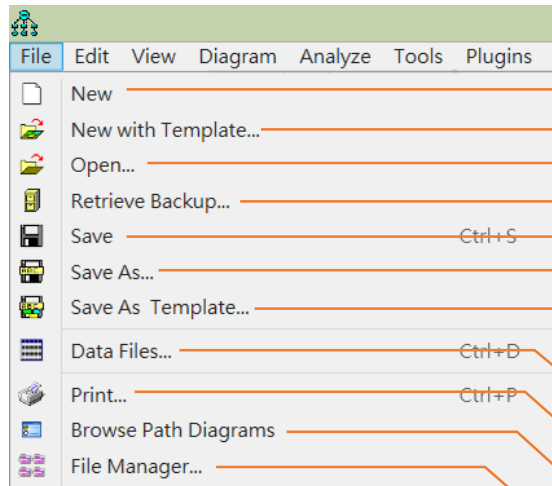 File Edit View Diagram Analyze Tools Plugins
New
New with Template...
Open...
Retrieve Backup...
Save Ctrl+S
Save As...
Save As Template...
Data Files... Ctrl+D
Print... Ctrl+P
Browse Path Diagrams
File Manager...